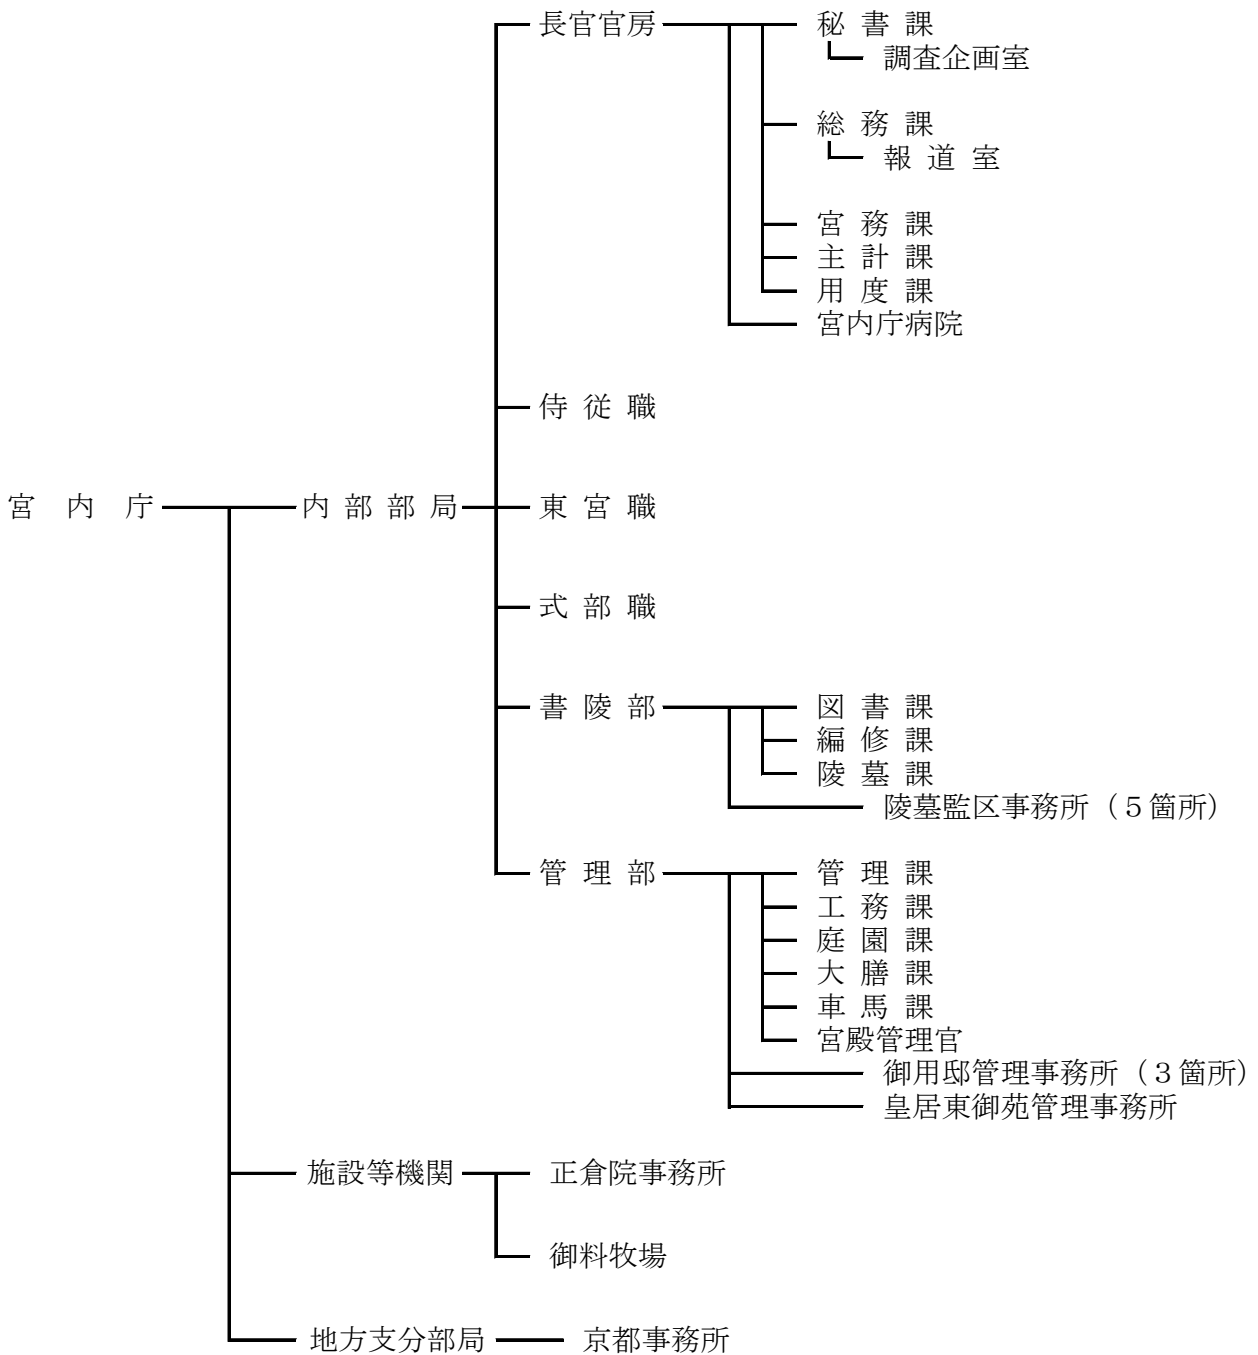 長官官房 秘書課
調査企画室
総務課
報道室
宮務課
主計課
用度課
宮内庁病院
侍従職
宮内庁 内部部局 東宮職
式部職
書陵部 図書課
編修課
陵墓課
陵墓監区事務所（５箇所）
管理部 管理課
工務課
庭園課
大膳課
車馬課
宮殿管理官
御用邸管理事務所（３箇所）
皇居東御苑管理事務所
施設等機関 正倉院事務所
御料牧場
地方支分部局 京都事務所